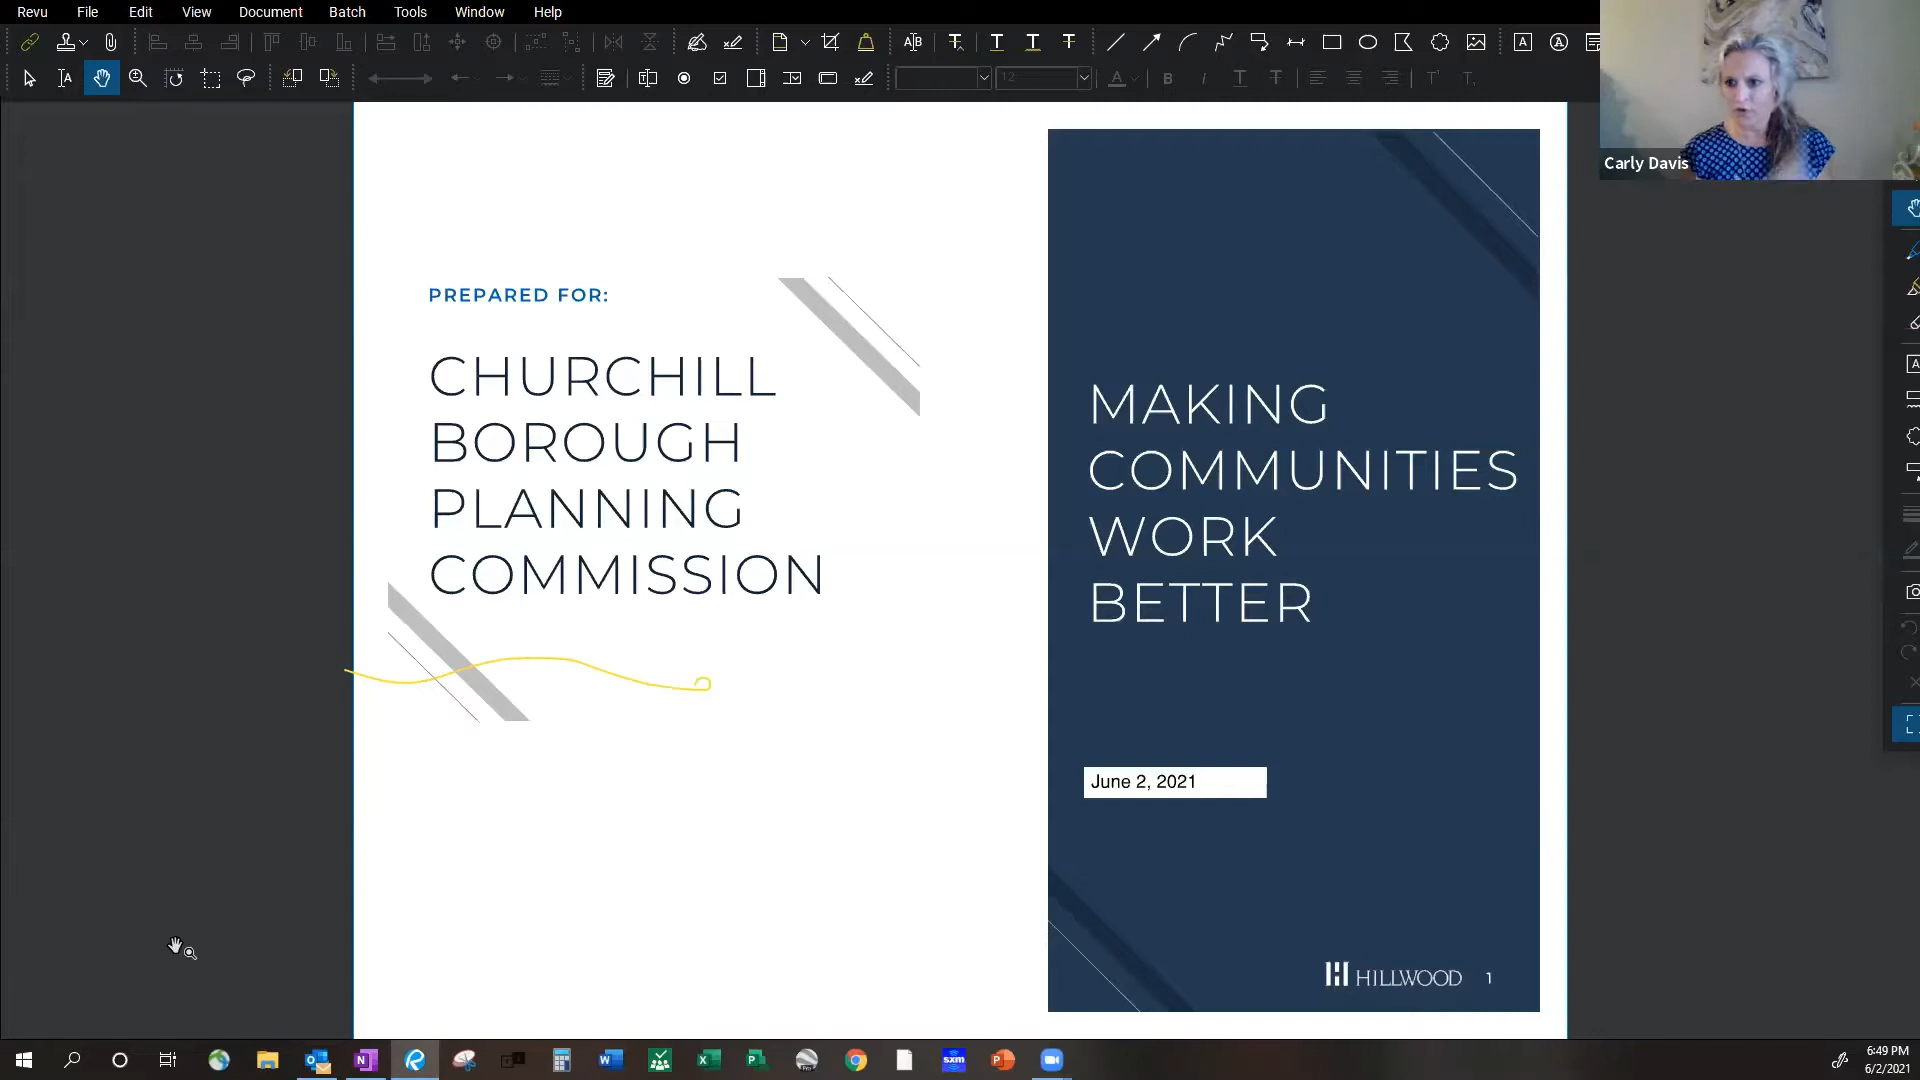 Revu File Edit View Document Batch Tools Window Help
12
Carly Davis
PREPARED FOR:
CHURCHILL
BOROUGH
PLANNING
COMMISSION
MAKING
COMMUNITIES
WORK
BETTER
June 2, 2021
HILLWOOD 1
6:49 PM
6/2/2021